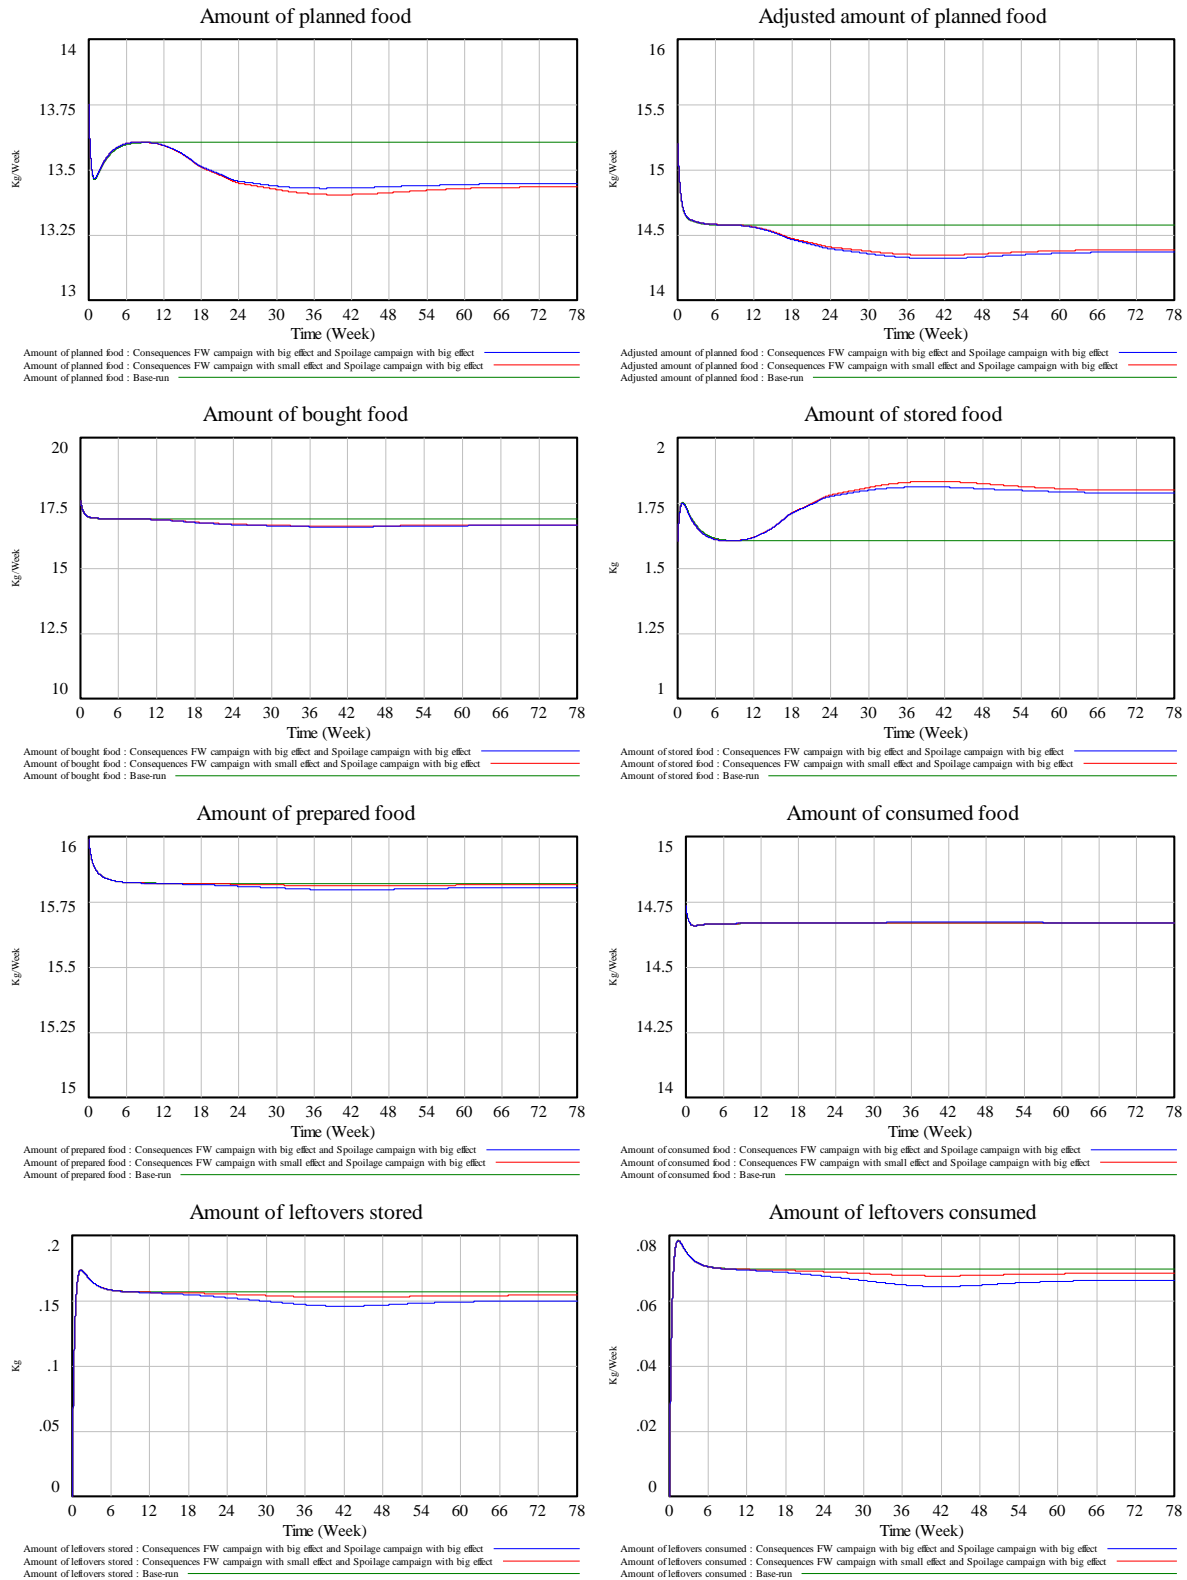 Amount of planned food
14
13.75
13.5
13.25
13
Kg/Week
0 6 12 18 24 30 36 42 48 54 60 66 72 78
Time (Week)
Amount of planned food : Consequences FW campaign with big effect and Spoilage campaign with big effect
Amount of planned food : Consequences FW campaign with small effect and Spoilage campaign with big effect
Amount of planned food : Base-run
Adjusted amount of planned food
16
15.5
15
14.5
14
Kg/Week
0 6 12 18 24 30 36 42 48 54 60 66 72 78
Time (Week)
Adjusted amount of planned food : Consequences FW campaign with big effect and Spoilage campaign with big effect
Adjusted amount of planned food : Consequences FW campaign with small effect and Spoilage campaign with big effect
Adjusted amount of planned food : Base-run
Amount of bought food
20
17.5
15
12.5
10
Kg/Week
0 6 12 18 24 30 36 42 48 54 60 66 72 78
Time (Week)
Amount of bought food : Consequences FW campaign with big effect and Spoilage campaign with big effect
Amount of bought food : Consequences FW campaign with small effect and Spoilage campaign with big effect
Amount of bought food : Base-run
Amount of stored food
2
1.75
1.5
1.25
1
Kg
0 6 12 18 24 30 36 42 48 54 60 66 72 78
Time (Week)
Amount of stored food : Consequences FW campaign with big effect and Spoilage campaign with big effect
Amount of stored food : Consequences FW campaign with small effect and Spoilage campaign with big effect
Amount of stored food : Base-run
Amount of prepared food
16
15.75
15.5
15.25
15
Kg/Week
0 6 12 18 24 30 36 42 48 54 60 66 72 78
Time (Week)
Amount of prepared food : Consequences FW campaign with big effect and Spoilage campaign with big effect
Amount of prepared food : Consequences FW campaign with small effect and Spoilage campaign with big effect
Amount of prepared food : Base-run
Amount of consumed food
15
14.75
14.5
14.25
14
Kg/Week
0 6 12 18 24 30 36 42 48 54 60 66 72 78
Time (Week)
Amount of consumed food : Consequences FW campaign with big effect and Spoilage campaign with big effect
Amount of consumed food : Consequences FW campaign with small effect and Spoilage campaign with big effect
Amount of consumed food : Base-run
Amount of leftovers stored
.2
.15
.1
.05
0
Kg
0 6 12 18 24 30 36 42 48 54 60 66 72 78
Time (Week)
Amount of leftovers stored : Consequences FW campaign with big effect and Spoilage campaign with big effect
Amount of leftovers stored : Consequences FW campaign with small effect and Spoilage campaign with big effect
Amount of leftovers stored : Base-run
Amount of leftovers consumed
.08
.06
.04
.02
0
Kg/Week
0 6 12 18 24 30 36 42 48 54 60 66 72 78
Time (Week)
Amount of leftovers consumed : Consequences FW campaign with big effect and Spoilage campaign with big effect
Amount of leftovers consumed : Consequences FW campaign with small effect and Spoilage campaign with big effect
Amount of leftovers consumed : Base-run